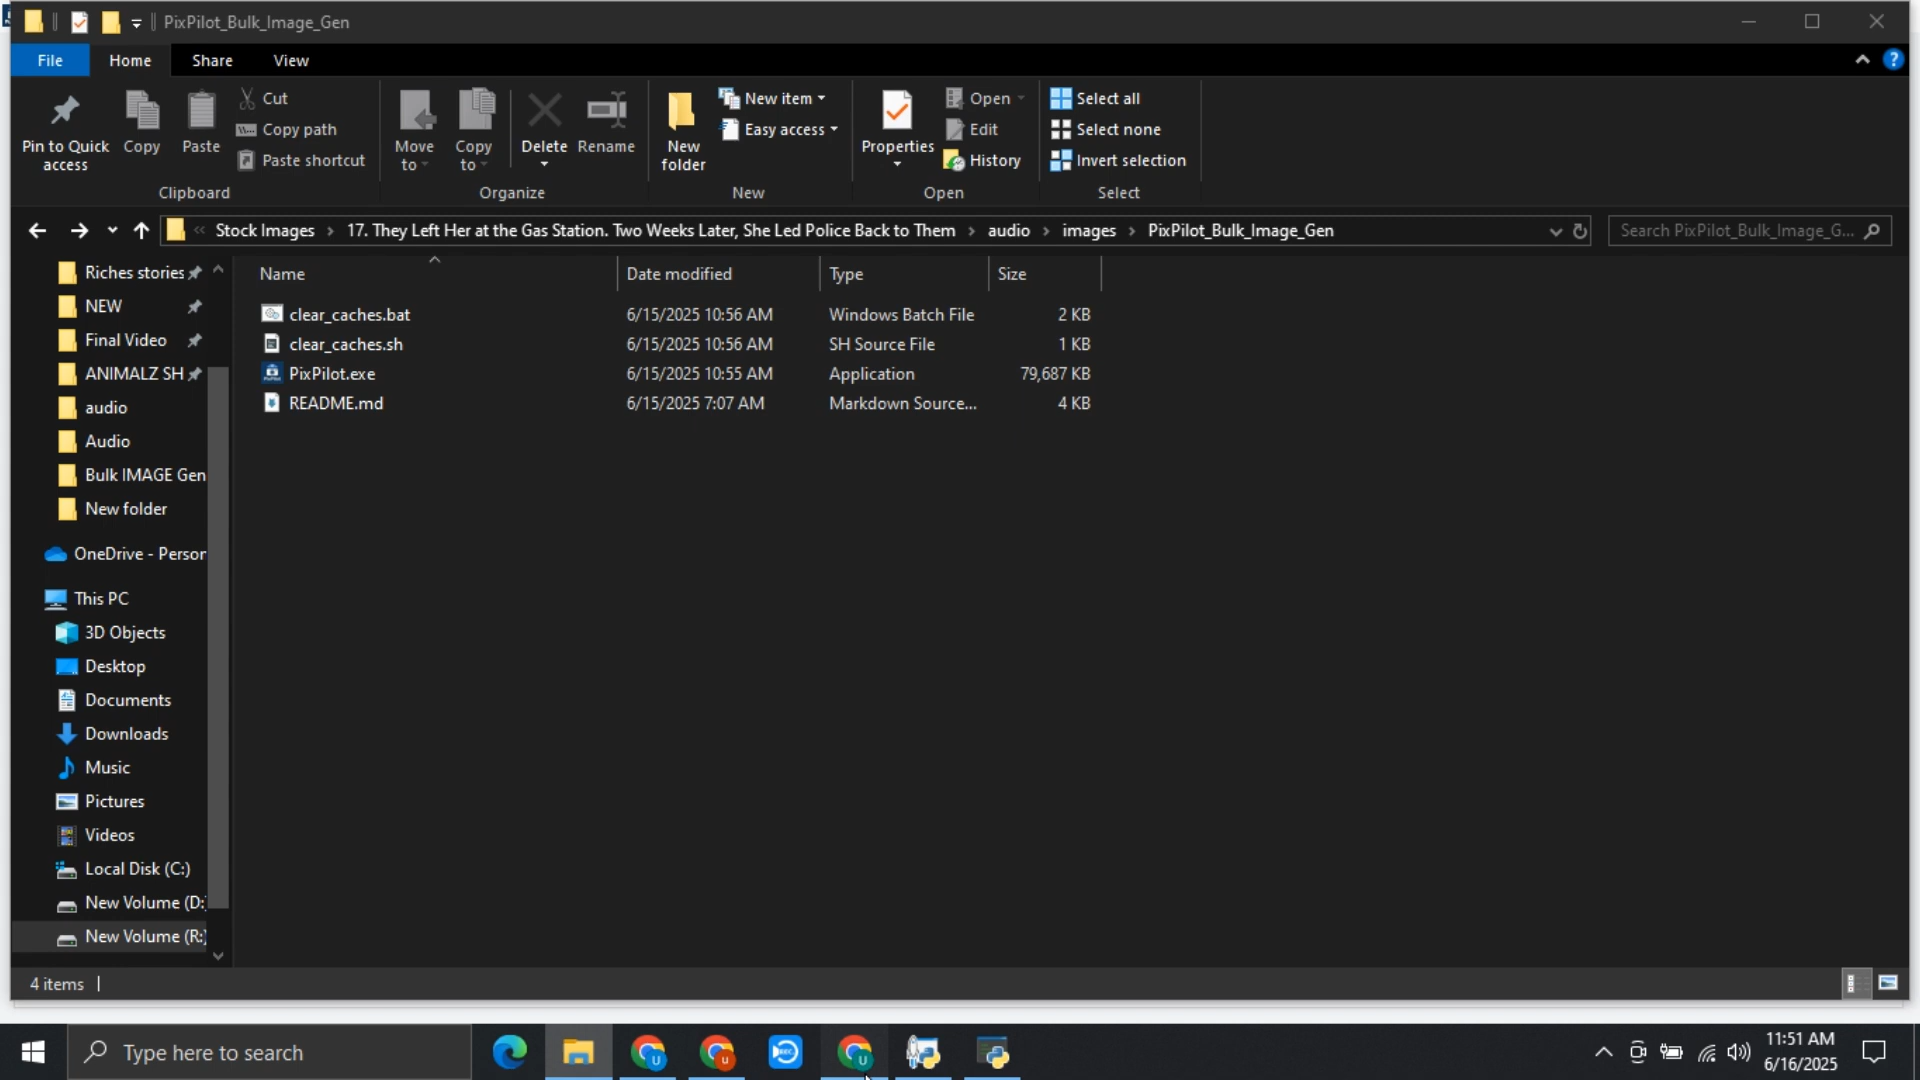 PixPilot_Bulk_Image_Gen
File Home Share View
Pin to Quick access
Copy
Paste
Cut
Copy path
Paste shortcut
Clipboard
Move to
Copy to
Delete
Rename
Organize
New folder
New item
Easy access
New
Properties
Open
Edit
History
Open
Select all
Select none
Invert selection
Select
« Stock Images › 17. They Left Her at the Gas Station. Two Weeks Later, She Led Police Back to Them › audio › images › PixPilot_Bulk_Image_Gen
Search PixPilot_Bulk_Image_G...
Riches stories
NEW
Final Video
ANIMALZ SH
audio
Audio
Bulk IMAGE Gen
New folder
OneDrive - Person
This PC
3D Objects
Desktop
Documents
Downloads
Music
Pictures
Videos
Local Disk (C:)
New Volume (D:)
New Volume (R:)
Name Date modified Type Size
clear_caches.bat 6/15/2025 10:56 AM Windows Batch File 2 KB
clear_caches.sh 6/15/2025 10:56 AM SH Source File 1 KB
PixPilot.exe 6/15/2025 10:55 AM Application 79,687 KB
README.md 6/15/2025 7:07 AM Markdown Source... 4 KB
4 items
Type here to search
11:51 AM
6/16/2025